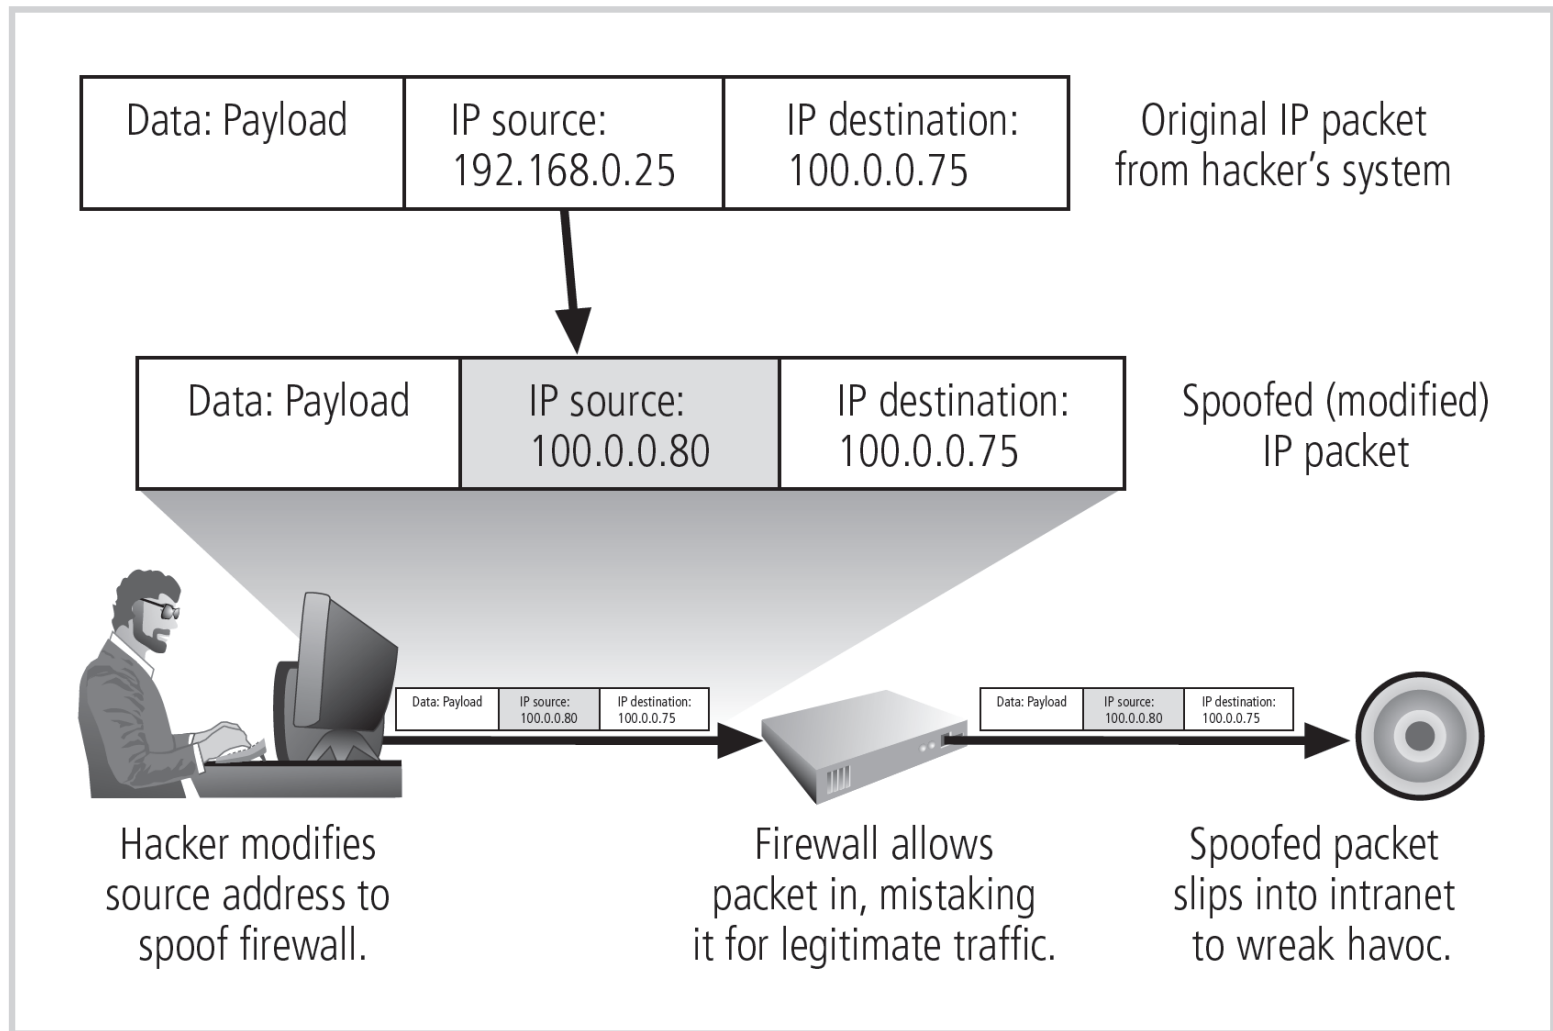 Data: Payload
IP source:
192.168.0.25
IP destination:
100.0.0.75
Original IP packet
from hacker’s system
Data: Payload
IP source:
100.0.0.80
IP destination:
100.0.0.75
Spoofed (modified)
IP packet
Data: Payload
IP source:
100.0.0.80
IP destination:
100.0.0.75
Data: Payload
IP source:
100.0.0.80
IP destination:
100.0.0.75
Hacker modifies
source address to
spoof firewall.
Firewall allows
packet in, mistaking
it for legitimate traffic.
Spoofed packet
slips into intranet
to wreak havoc.